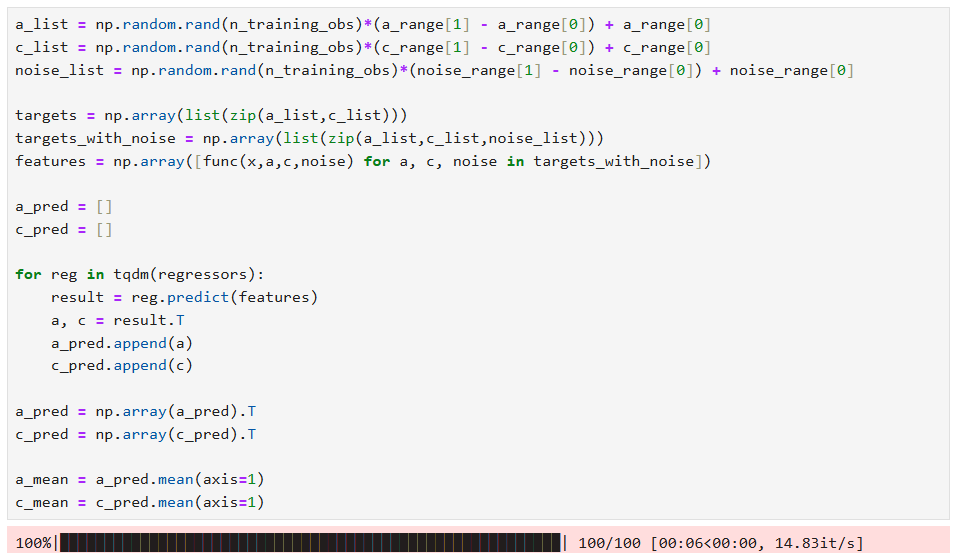 a_list = np.random.rand(n_training_obs)*(a_range[1] - a_range[0]) + a_range[0]
c_list = np.random.rand(n_training_obs)*(c_range[1] - c_range[0]) + c_range[0]
noise_list = np.random.rand(n_training_obs)*(noise_range[1] - noise_range[0]) + noise_range[0]

targets = np.array(list(zip(a_list,c_list)))
targets_with_noise = np.array(list(zip(a_list,c_list,noise_list)))
features = np.array([func(x,a,c,noise) for a, c, noise in targets_with_noise])

a_pred = []
c_pred = []

for reg in tqdm(regressors):
    result = reg.predict(features)
    a, c = result.T
    a_pred.append(a)
    c_pred.append(c)

a_pred = np.array(a_pred).T
c_pred = np.array(c_pred).T

a_mean = a_pred.mean(axis=1)
c_mean = c_pred.mean(axis=1)
100%|██████████| 100/100 [00:06<00:00, 14.83it/s]